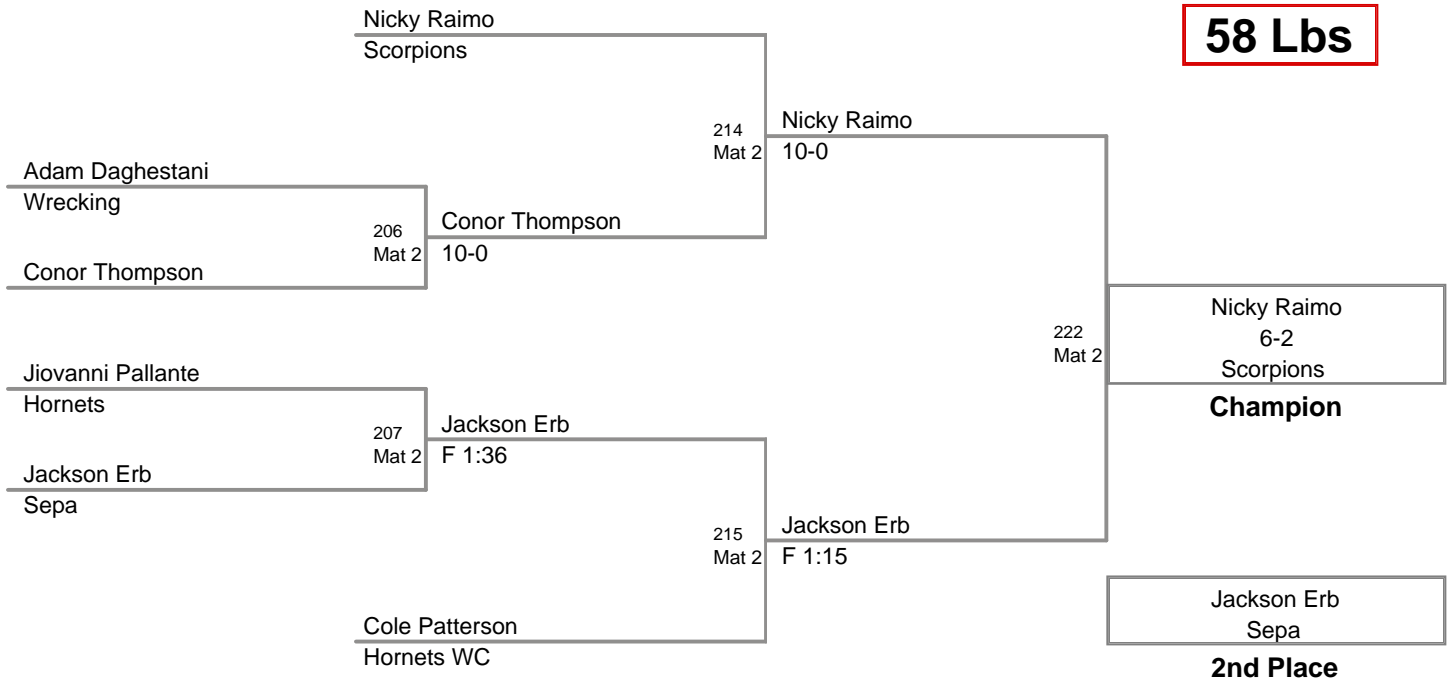 Nicky Raimo
Scorpions
58 Lbs
214
Mat 2
Nicky Raimo
10-0
Adam Daghestani
Wrecking
206
Mat 2
Conor Thompson
10-0
Conor Thompson
222
Mat 2
Nicky Raimo
6-2
Scorpions
Champion
Jiovanni Pallante
Hornets
207
Mat 2
Jackson Erb
F 1:36
Jackson Erb
Sepa
215
Mat 2
Jackson Erb
F 1:15
Cole Patterson
Hornets WC
Jackson Erb
Sepa
2nd Place